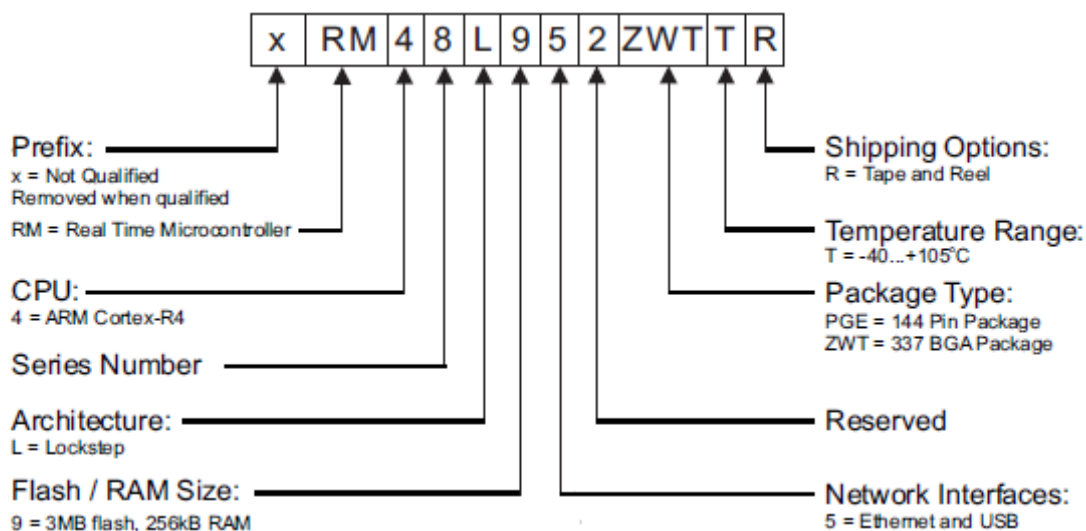 x RM 4 8 L 9 5 2 ZWT T R
Prefix:
x = Not Qualified
Removed when qualified
RM = Real Time Microcontroller
CPU:
4 = ARM Cortex-R4
Series Number
Architecture:
L = Lockstep
Flash / RAM Size:
9 = 3MB flash, 256kB RAM
Shipping Options:
R = Tape and Reel
Temperature Range:
T = -40...+105°C
Package Type:
PGE = 144 Pin Package
ZWT = 337 BGA Package
Reserved
Network Interfaces:
5 = Ethernet and USB